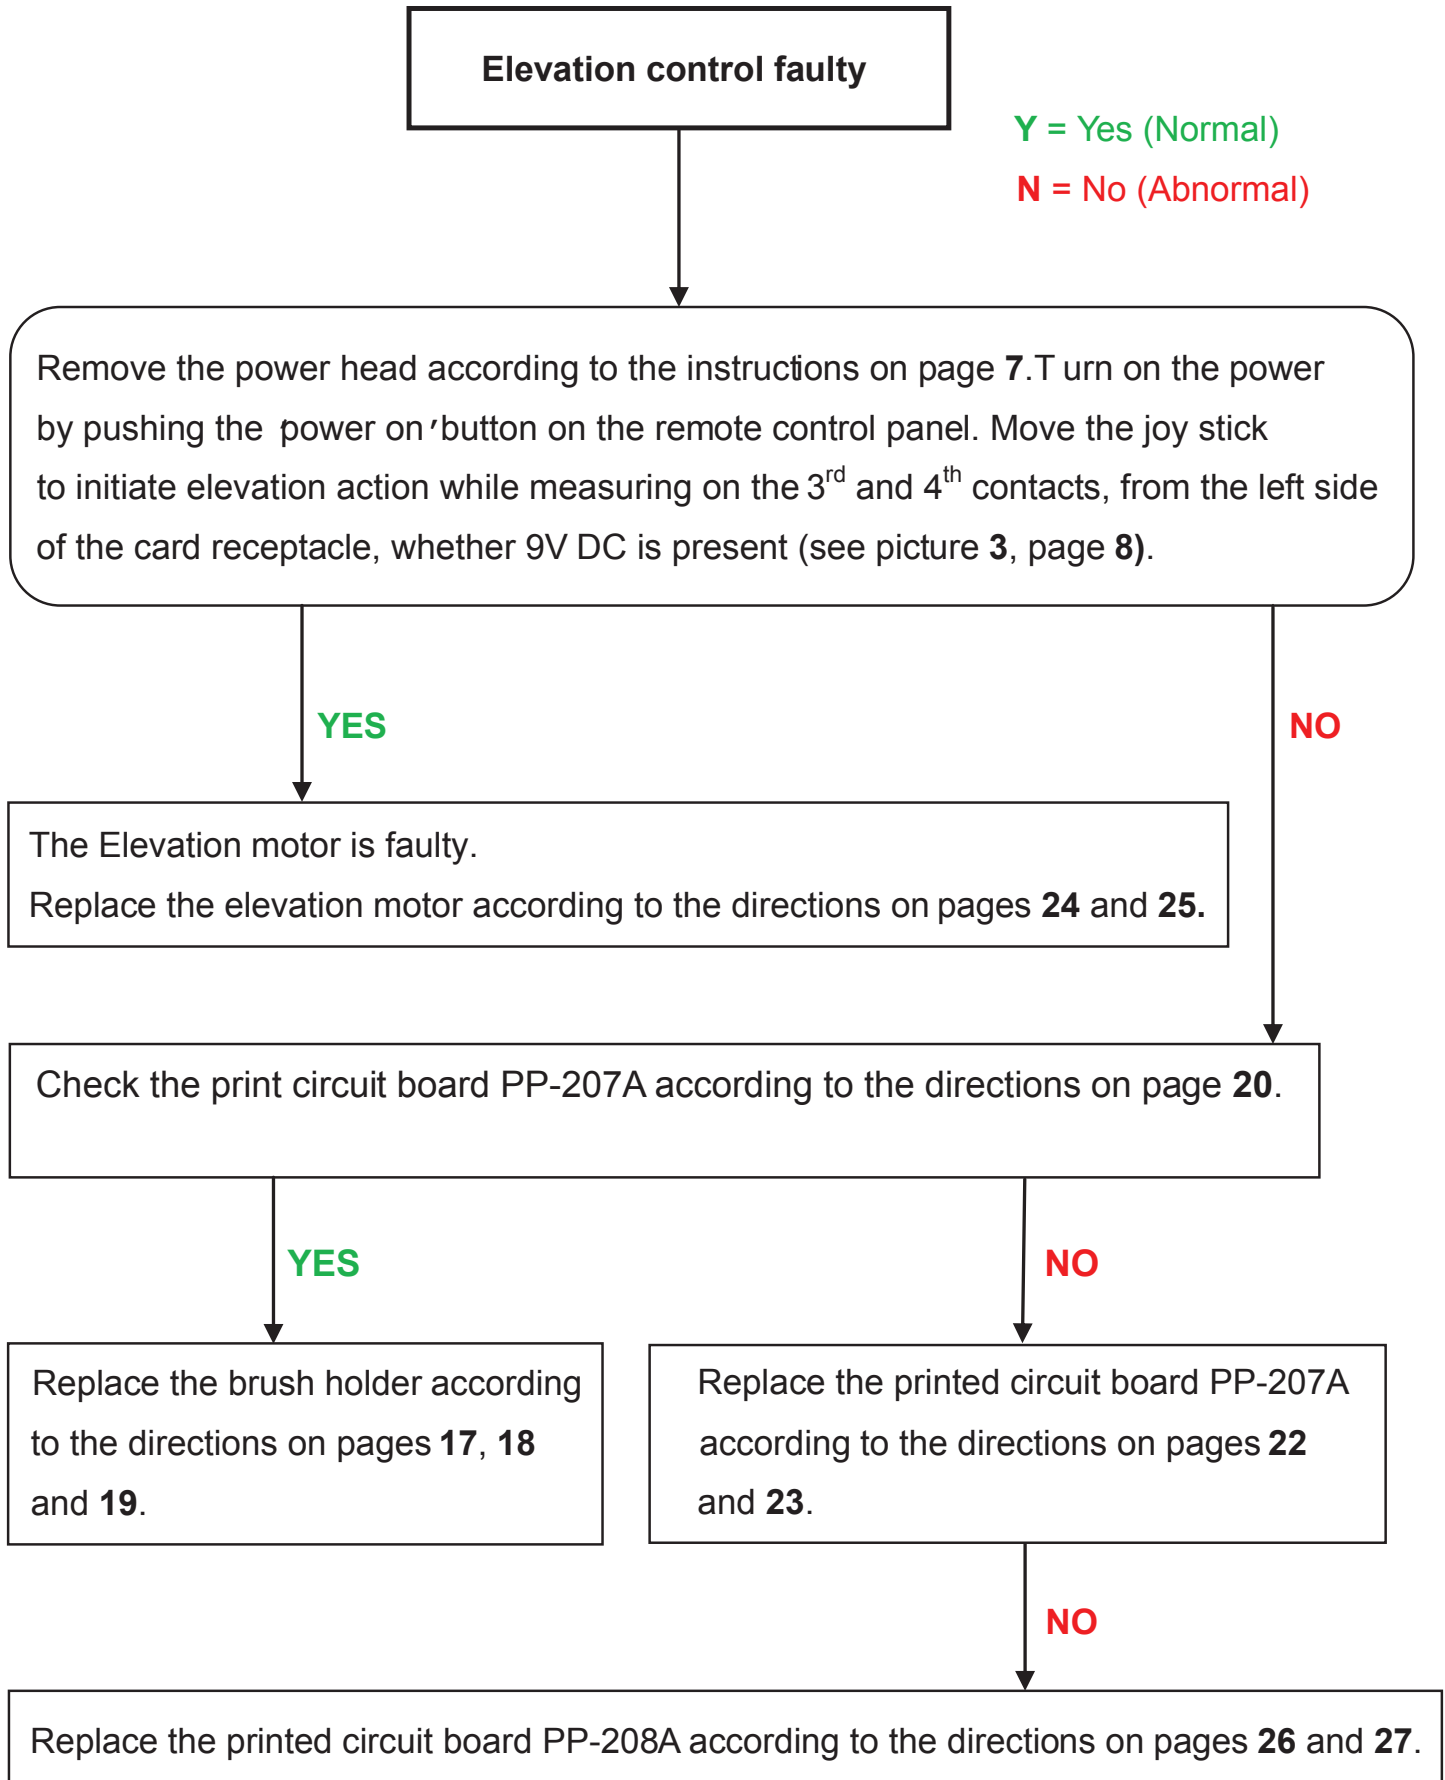 Elevation control faulty
Y = Yes (Normal)
N = No (Abnormal)
Remove the power head according to the instructions on page 7.T urn on the power
by pushing the 'power on' button on the remote control panel. Move the joy stick
to initiate elevation action while measuring on the 3rd and 4th contacts, from the left side
of the card receptacle, whether 9V DC is present (see picture 3, page 8).
YES
NO
The Elevation motor is faulty.
Replace the elevation motor according to the directions on pages 24 and 25.
Check the print circuit board PP-207A according to the directions on page 20.
YES
NO
Replace the brush holder according
to the directions on pages 17, 18
and 19.
Replace the printed circuit board PP-207A
according to the directions on pages 22
and 23.
NO
Replace the printed circuit board PP-208A according to the directions on pages 26 and 27.